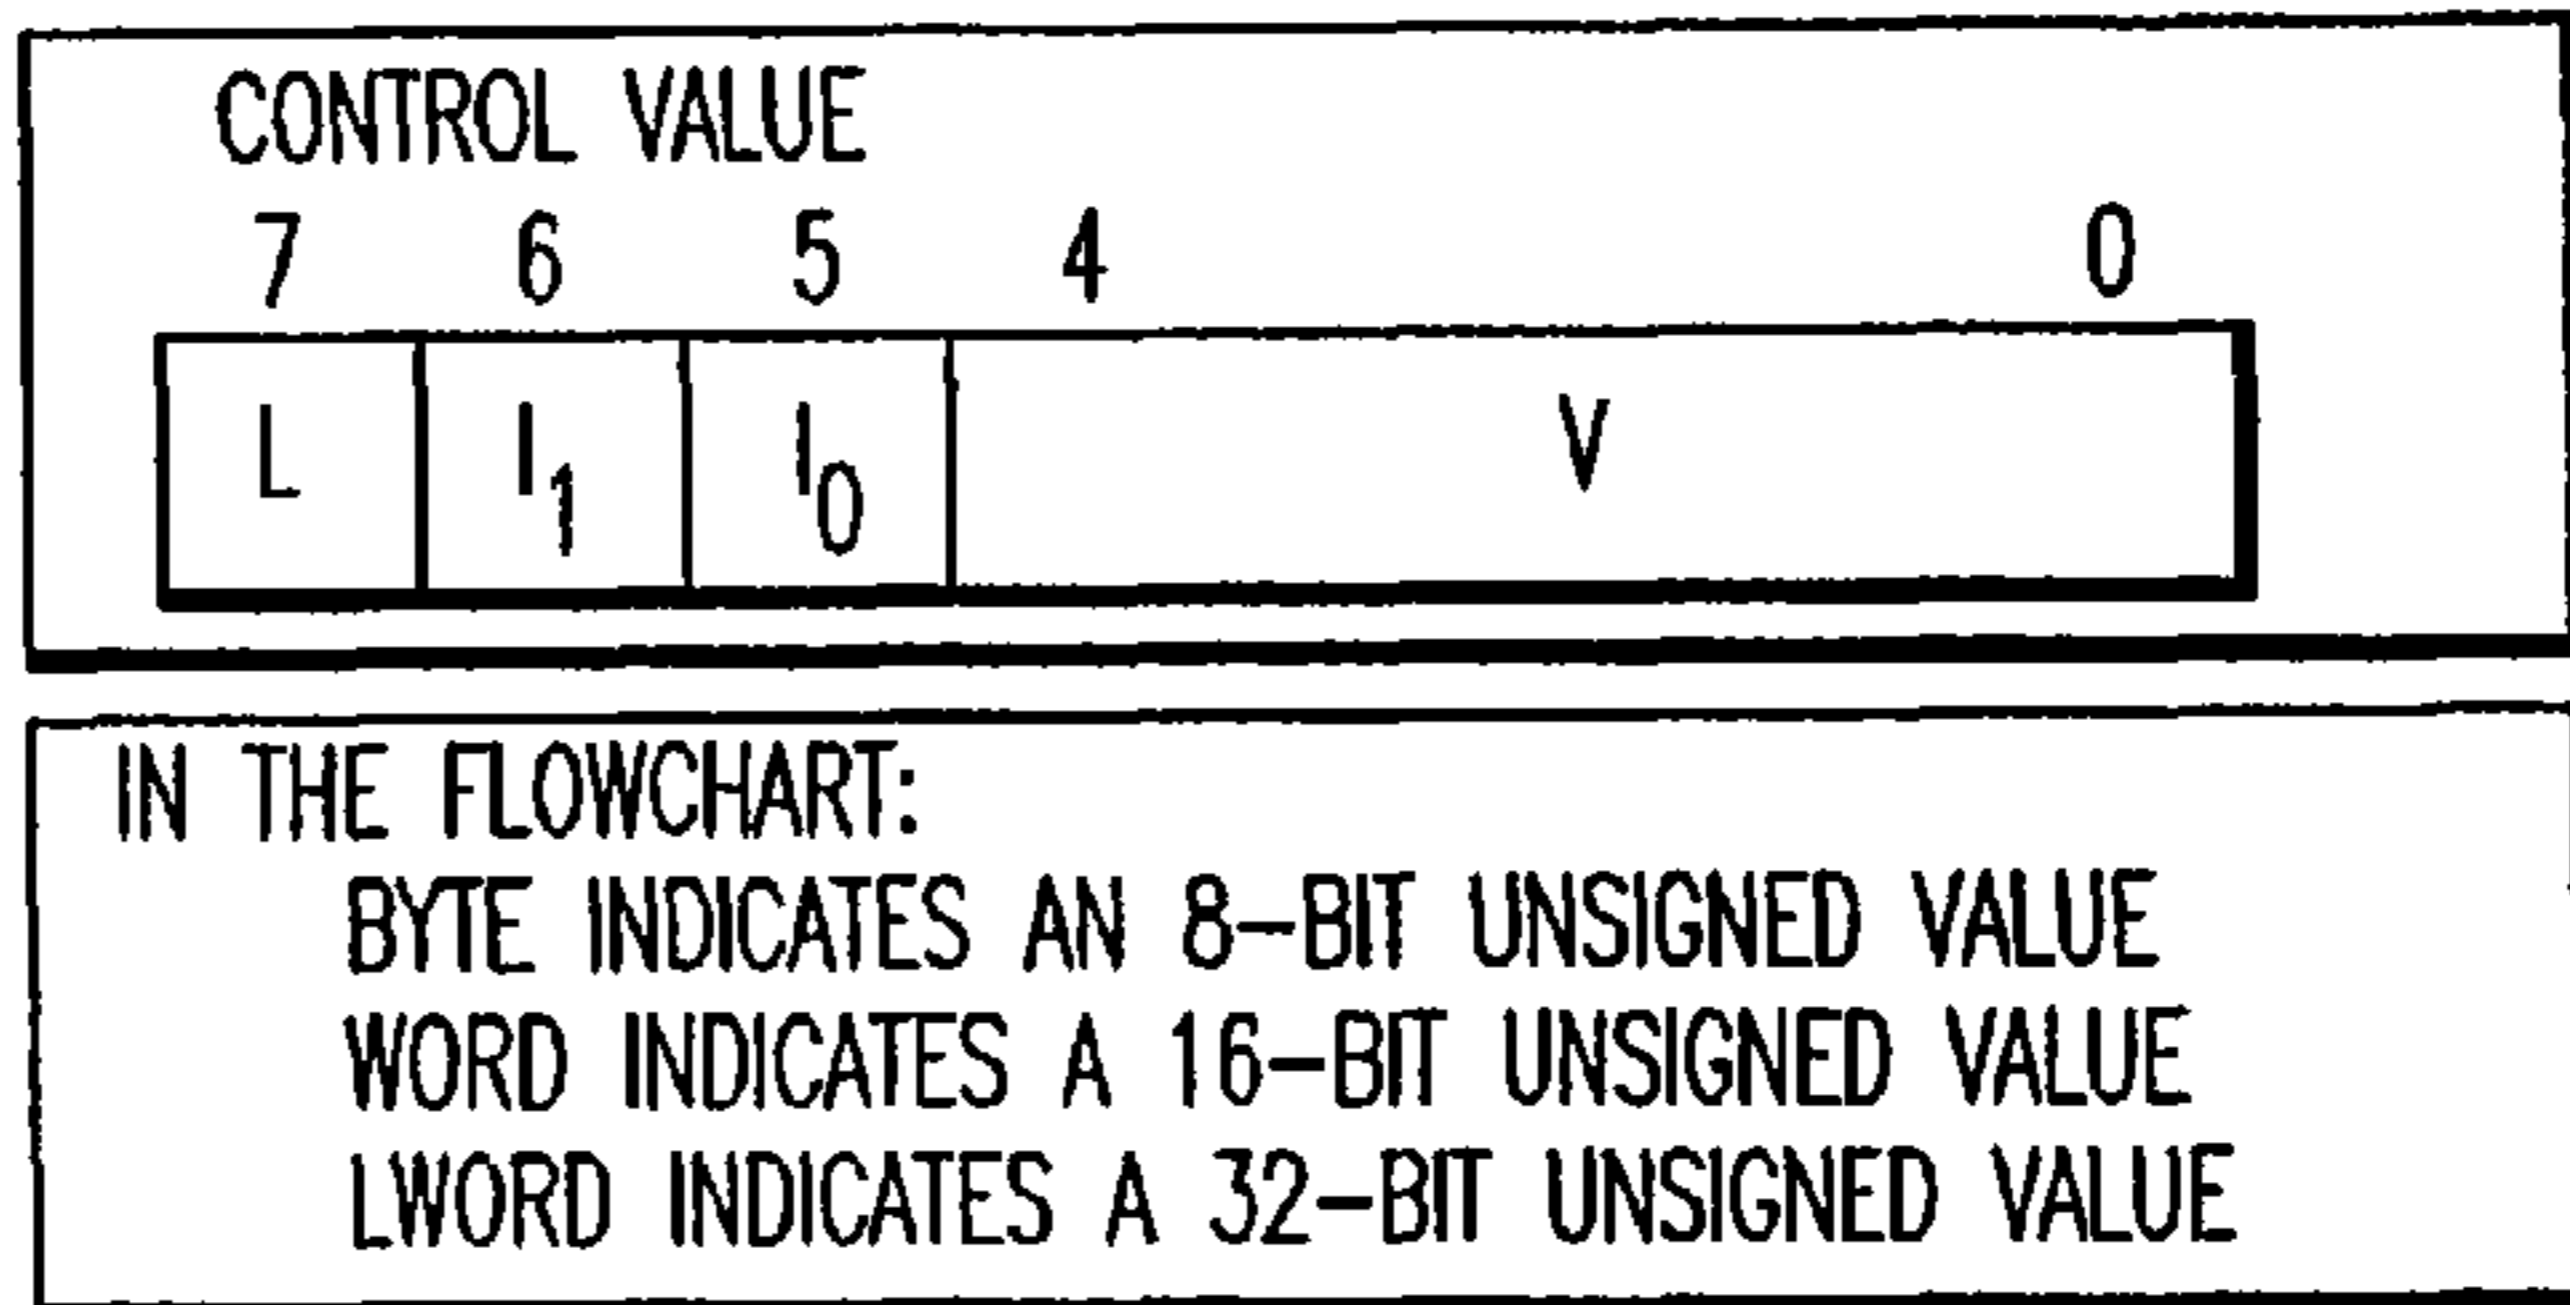 CONTROL VALUE
7 6 5 4 0
L I₁ I₀ V
IN THE FLOWCHART:
BYTE INDICATES AN 8-BIT UNSIGNED VALUE
WORD INDICATES A 16-BIT UNSIGNED VALUE
LWORD INDICATES A 32-BIT UNSIGNED VALUE